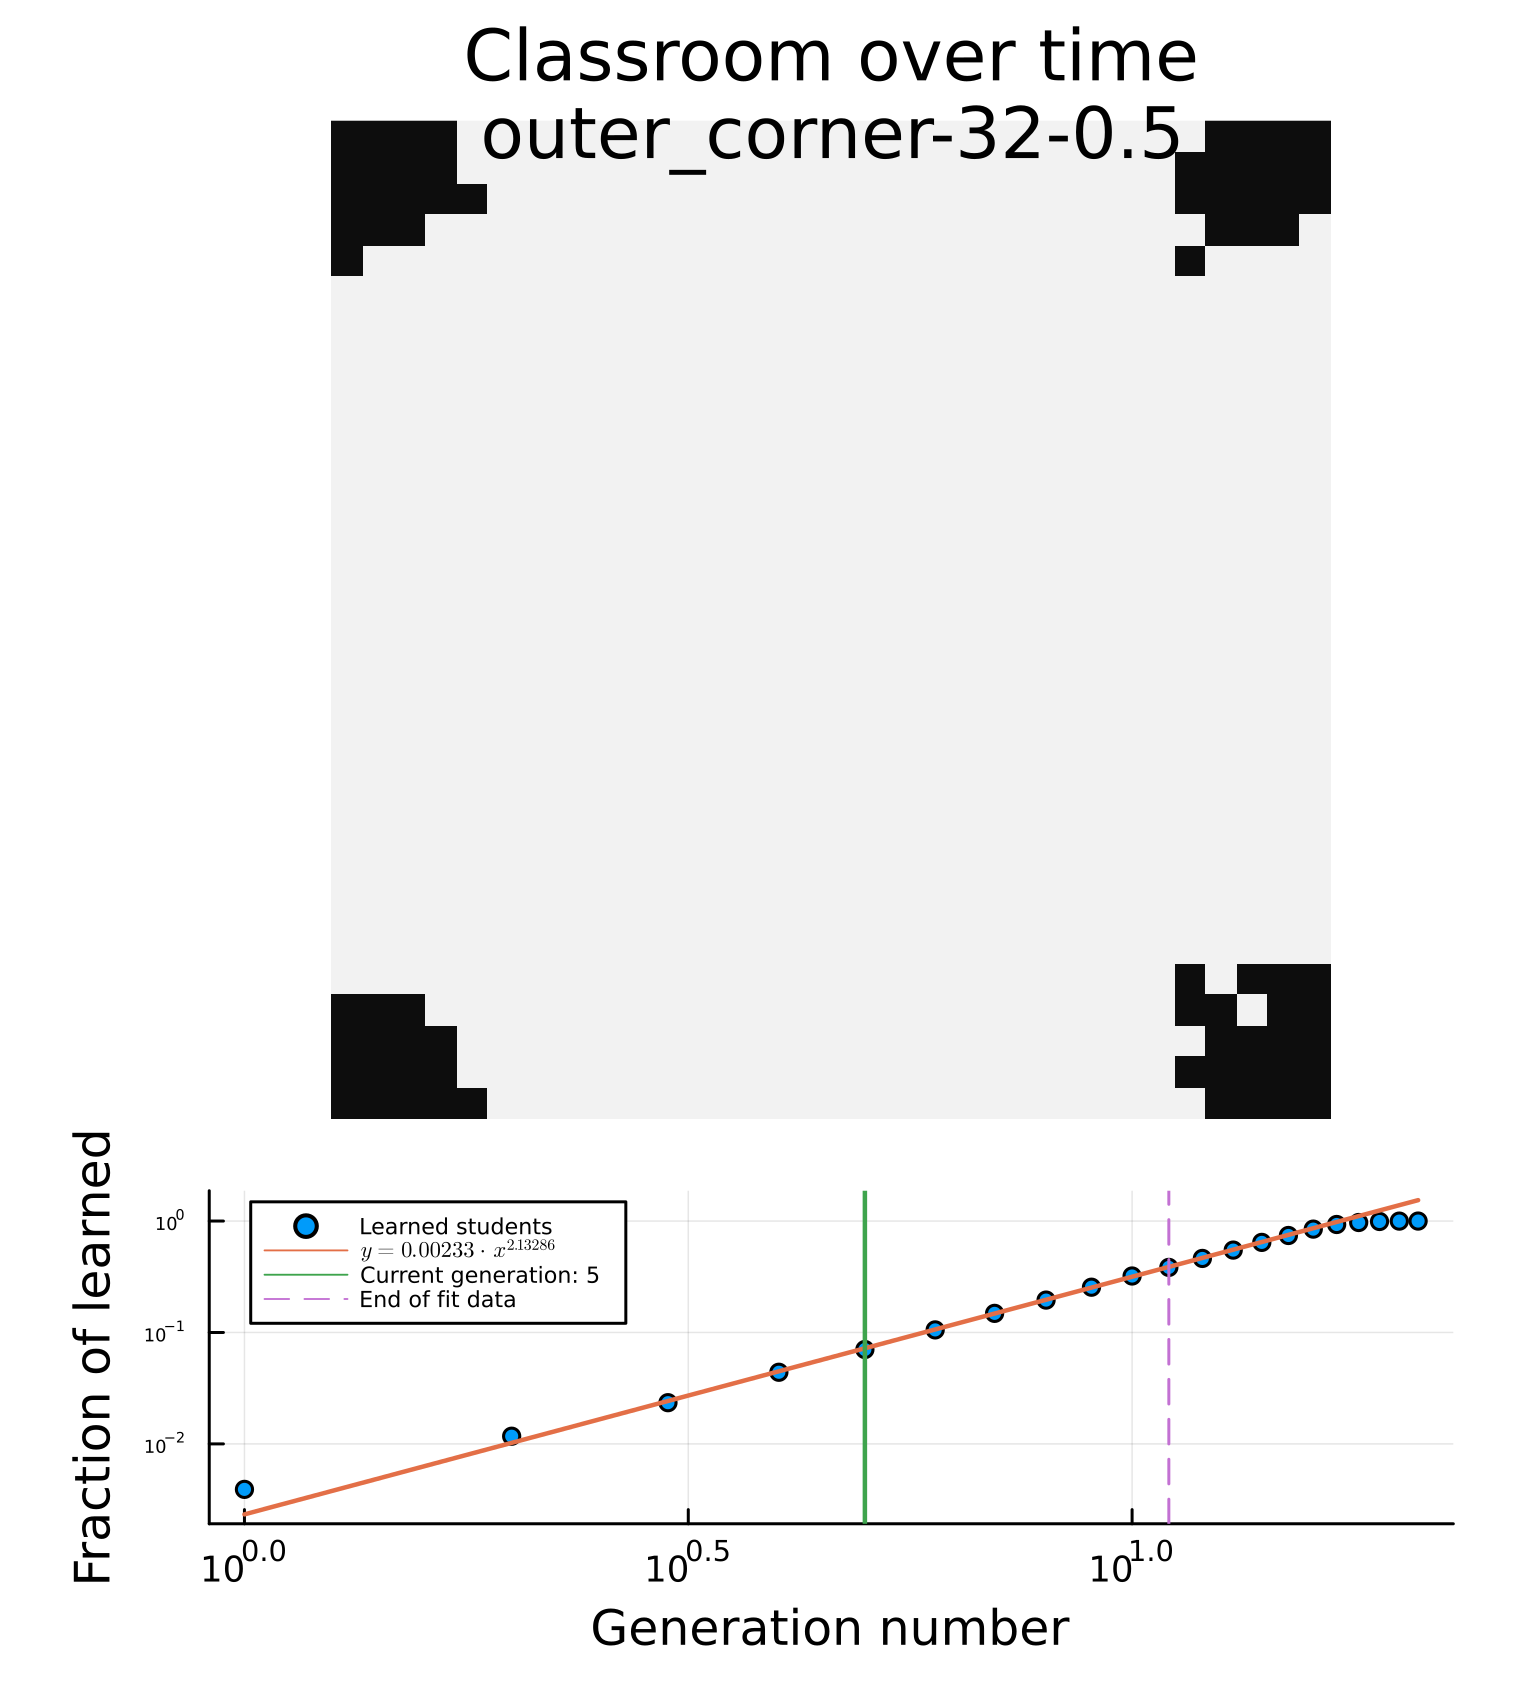 Classroom over time
outer_corner-32-0.5
Fraction of learned
10^0
10^-1
10^-2
Learned students
y = 0.00233 · x^2.13286
Current generation: 5
End of fit data
10^0.0
10^0.5
10^1.0
Generation number